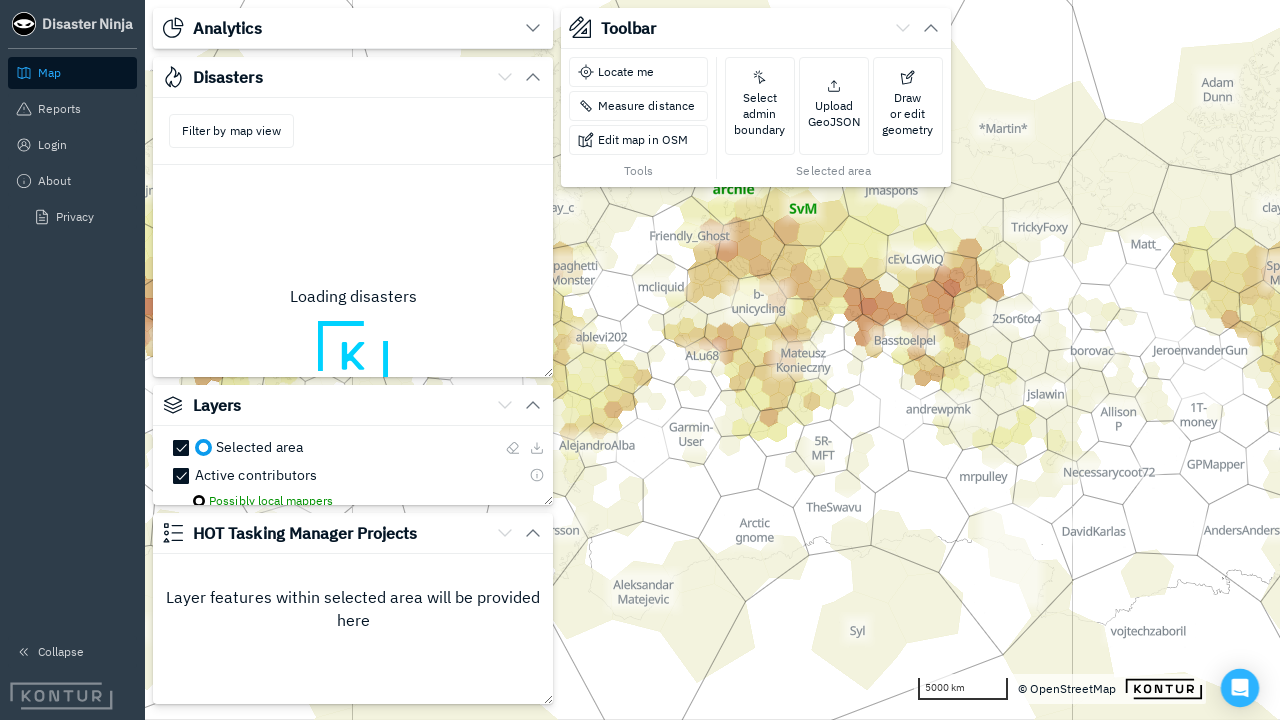 Disaster Ninja
Map
Reports
Login
About
Privacy
Collapse
KONTUR
Analytics
Disasters
Filter by map view
Loading disasters
K
Layers
Selected area
Active contributors
Possibly local mappers
HOT Tasking Manager Projects
Layer features within selected area will be provided
here
Toolbar
Locate me
Measure distance
Edit map in OSM
Tools
Select
admin
boundary
Upload
GeoJSON
Draw
or edit
geometry
Selected area
Adam
Dunn
*Martin*
archie
SvM
Jmaspons
Friendly_Ghost
TrickyFoxy
Matt_
cEvLGWiQ
mcliquid
b-
unicycling
25or6to4
ablevi202
ALu68
Mateusz
Konieczny
Basstoelpel
borovac
JeroenvanderGun
jslawin
andrewpmk
Allison
P
1T-
money
Garmin-
User
AlejandroAlba
5R-
MFT
mrpulley
Necessarycoot72
GPMapper
TheSwavu
Arctic
gnome
DavidKarlas
AndersAnders
Aleksandar
Matejevic
Syl
vojtechzaboril
5000 km
© OpenStreetMap
KONTUR